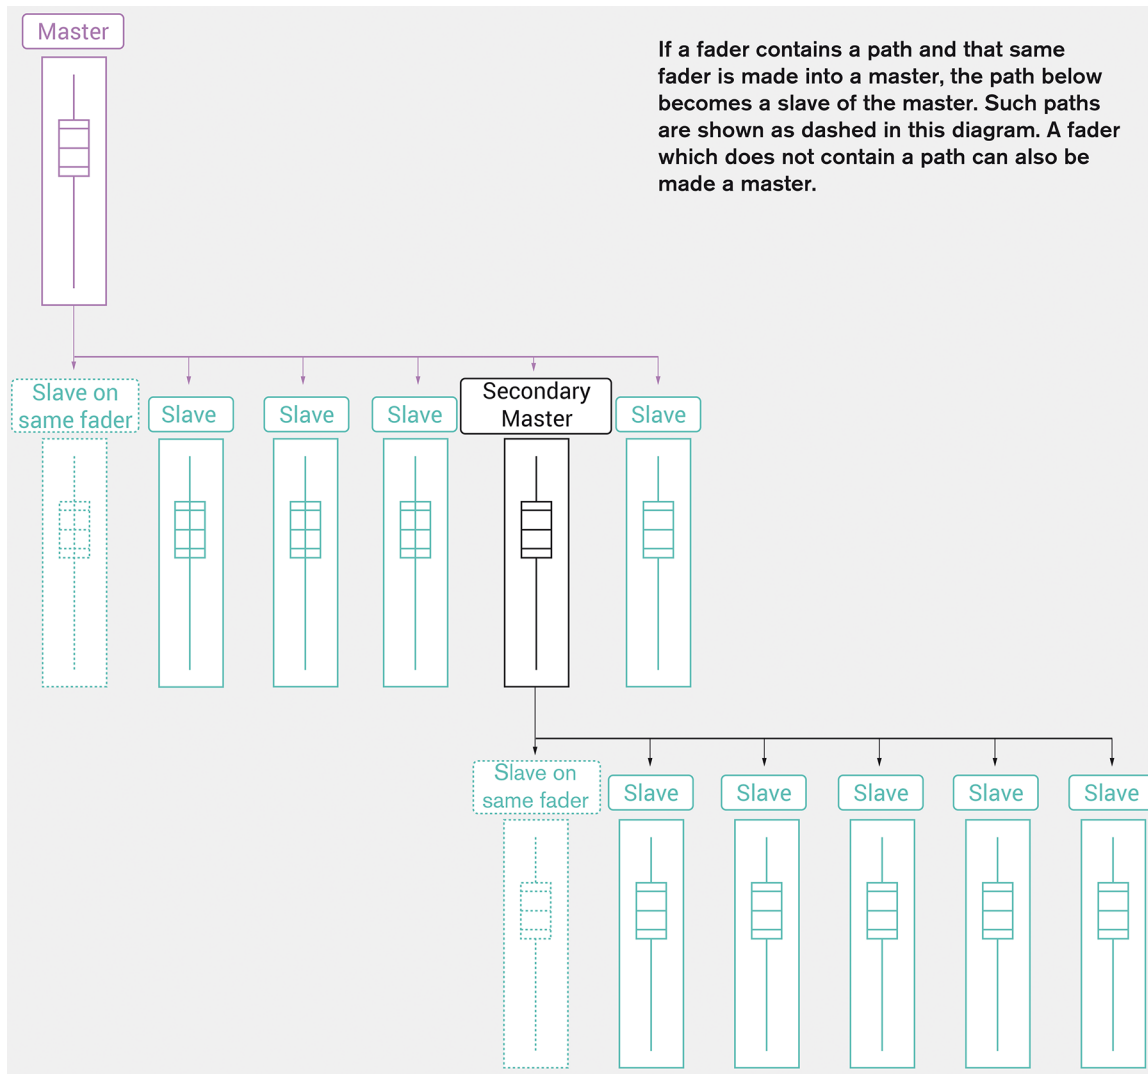 Master
If a fader contains a path and that same
fader is made into a master, the path below
becomes a slave of the master. Such paths
are shown as dashed in this diagram. A fader
which does not contain a path can also be
made a master.
Slave on
same fader
Slave
Slave
Slave
Secondary
Master
Slave
Slave on
same fader
Slave
Slave
Slave
Slave
Slave